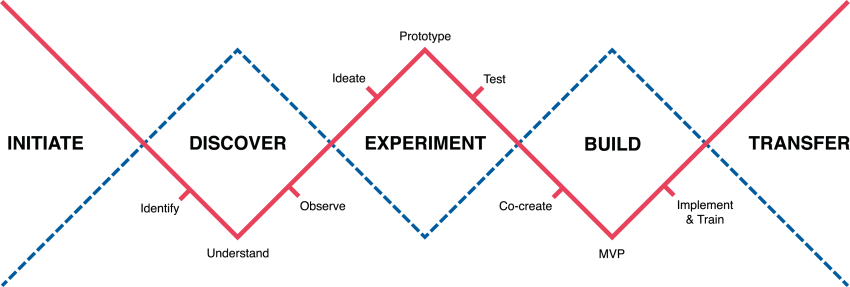 Prototype
Ideate
Test
INITIATE
DISCOVER
EXPERIMENT
BUILD
TRANSFER
Identify
Observe
Co-create
Implement
& Train
Understand
MVP